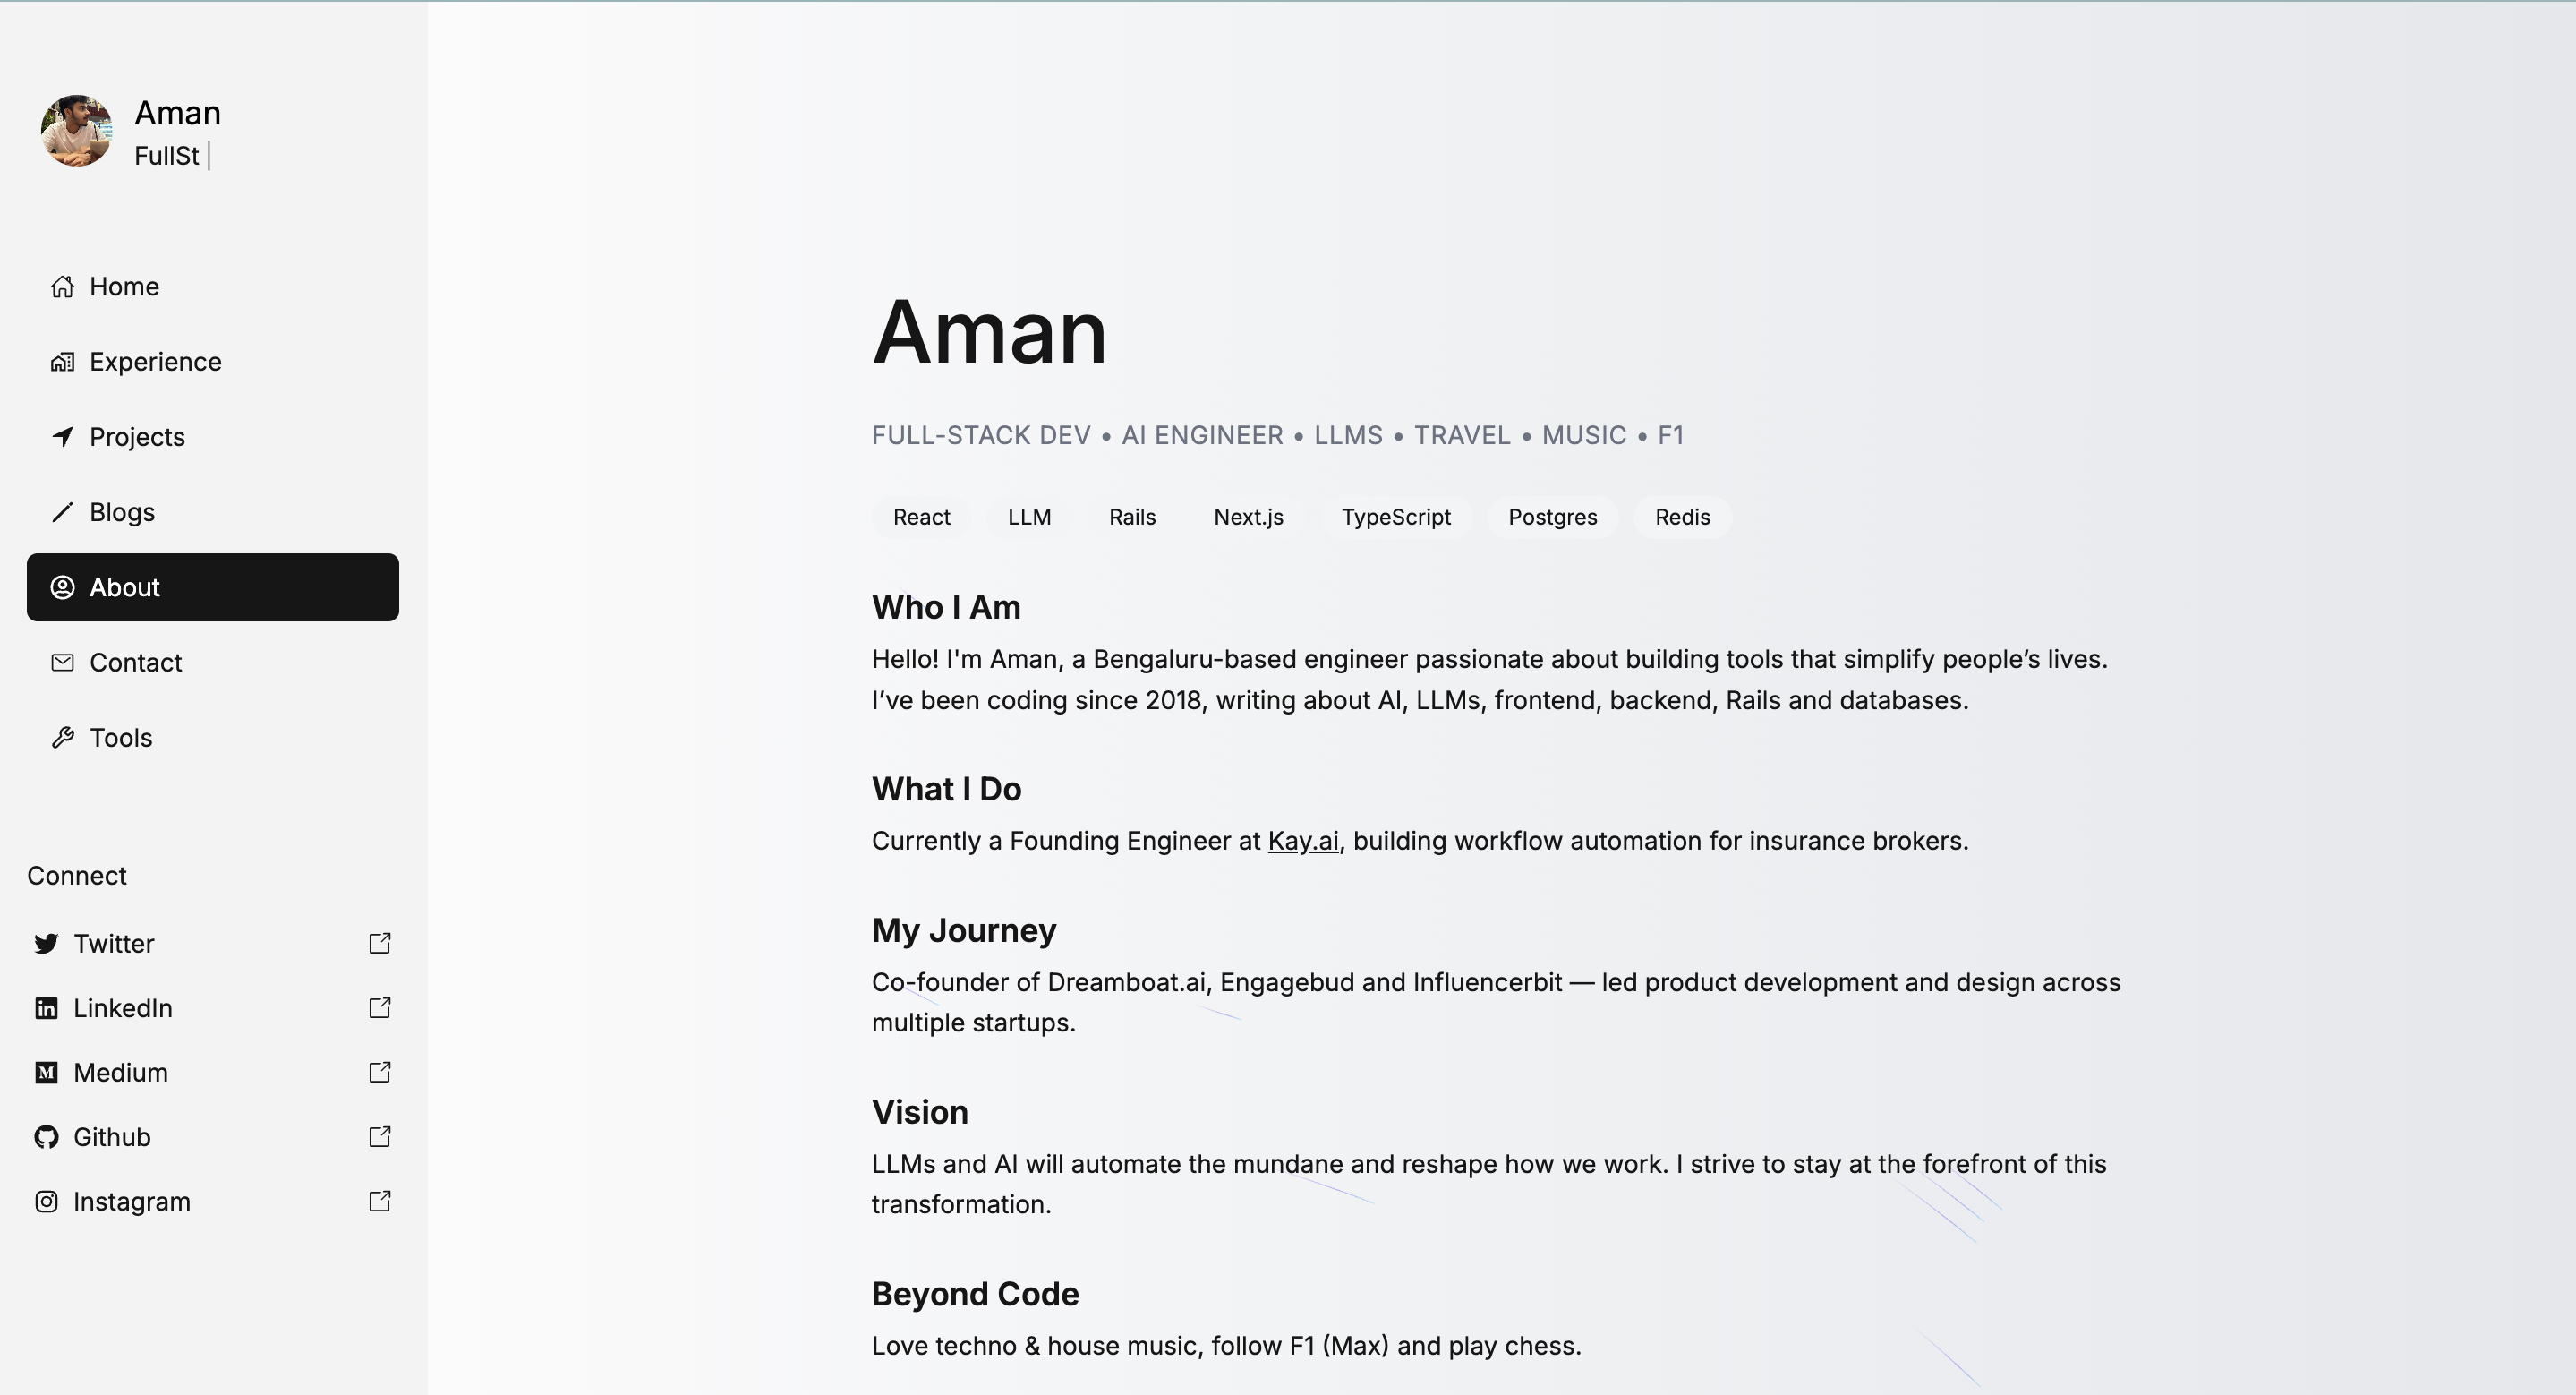 Aman
FullSt
Home
Experience
Projects
Blogs
About
Contact
Tools
Connect
Twitter
LinkedIn
Medium
Github
Instagram
Aman
FULL-STACK DEV • AI ENGINEER • LLMS • TRAVEL • MUSIC • F1
React LLM Rails Next.js TypeScript Postgres Redis
Who I Am
Hello! I'm Aman, a Bengaluru-based engineer passionate about building tools that simplify people’s lives.
I’ve been coding since 2018, writing about AI, LLMs, frontend, backend, Rails and databases.
What I Do
Currently a Founding Engineer at Kay.ai, building workflow automation for insurance brokers.
My Journey
Co-founder of Dreamboat.ai, Engagebud and Influencerbit — led product development and design across
multiple startups.
Vision
LLMs and AI will automate the mundane and reshape how we work. I strive to stay at the forefront of this
transformation.
Beyond Code
Love techno & house music, follow F1 (Max) and play chess.